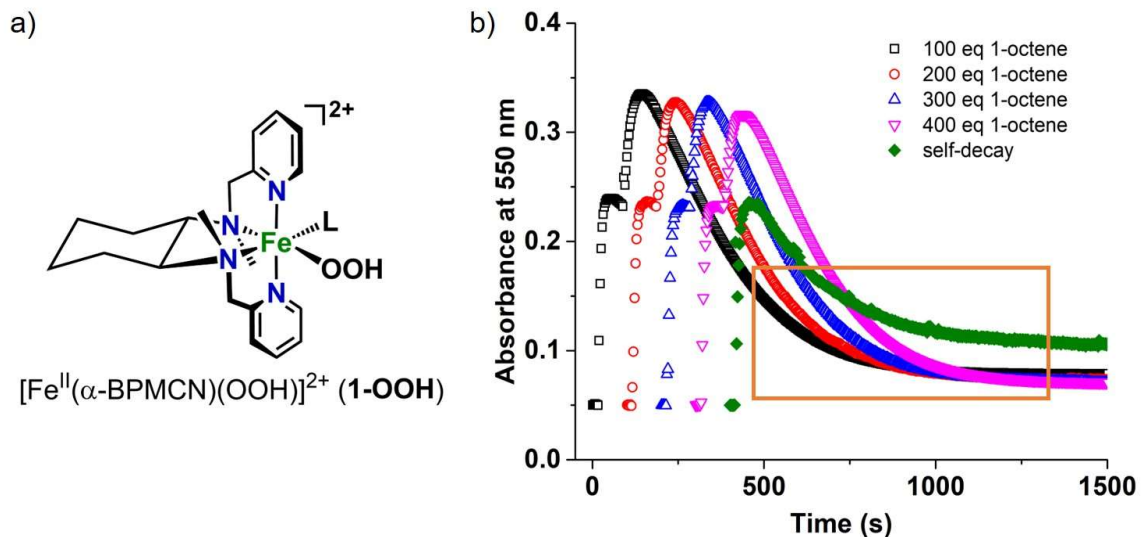 a)
]2+
N
N
L
Fe
N
OOH
N
[FeII(α-BPMCN)(OOH)]2+ (1-OOH)
b)
0.4
0.3
0.2
0.1
0.0
Absorbance at 550 nm
100 eq 1-octene
200 eq 1-octene
300 eq 1-octene
400 eq 1-octene
self-decay
0
500
1000
1500
Time (s)